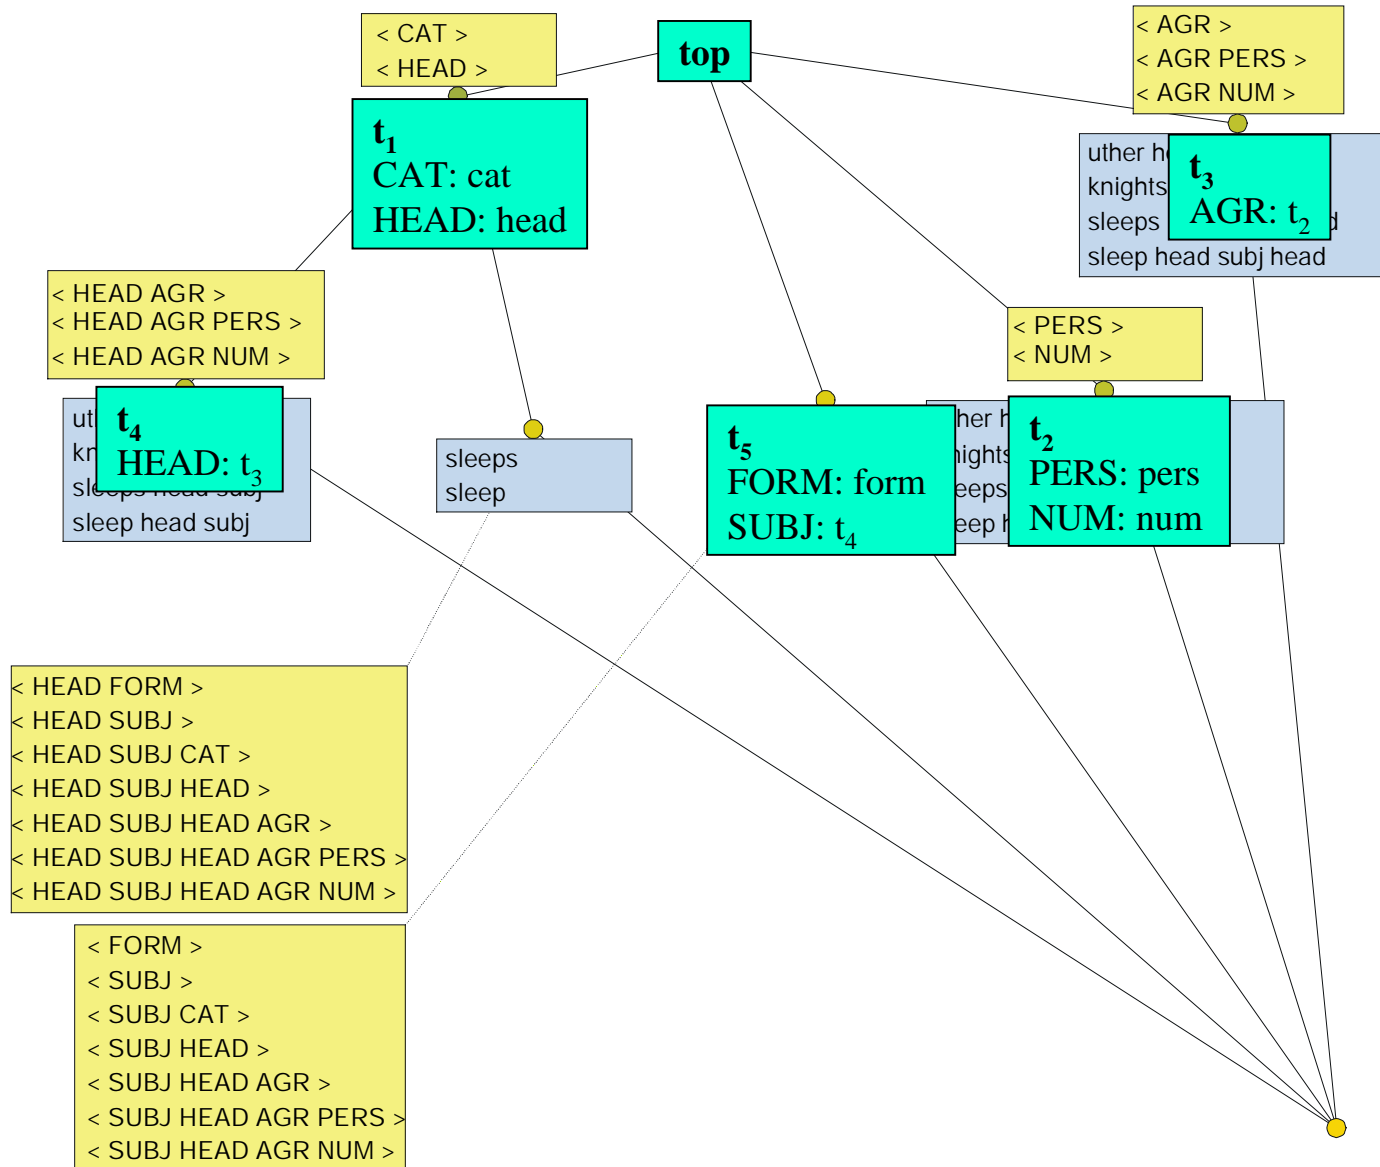 < CAT >
< HEAD >
top
< AGR >
< AGR PERS >
< AGR NUM >
t1
CAT: cat
HEAD: head
uther
knights
sleeps
sleep head subj head
t3
AGR: t2
< HEAD AGR >
< HEAD AGR PERS >
< HEAD AGR NUM >
< PERS >
< NUM >
t4
HEAD: t3
sleeps head subj
sleep head subj
sleeps
sleep
t5
FORM: form
SUBJ: t4
t2
PERS: pers
NUM: num
< HEAD FORM >
< HEAD SUBJ >
< HEAD SUBJ CAT >
< HEAD SUBJ HEAD >
< HEAD SUBJ HEAD AGR >
< HEAD SUBJ HEAD AGR PERS >
< HEAD SUBJ HEAD AGR NUM >
< FORM >
< SUBJ >
< SUBJ CAT >
< SUBJ HEAD >
< SUBJ HEAD AGR >
< SUBJ HEAD AGR PERS >
< SUBJ HEAD AGR NUM >